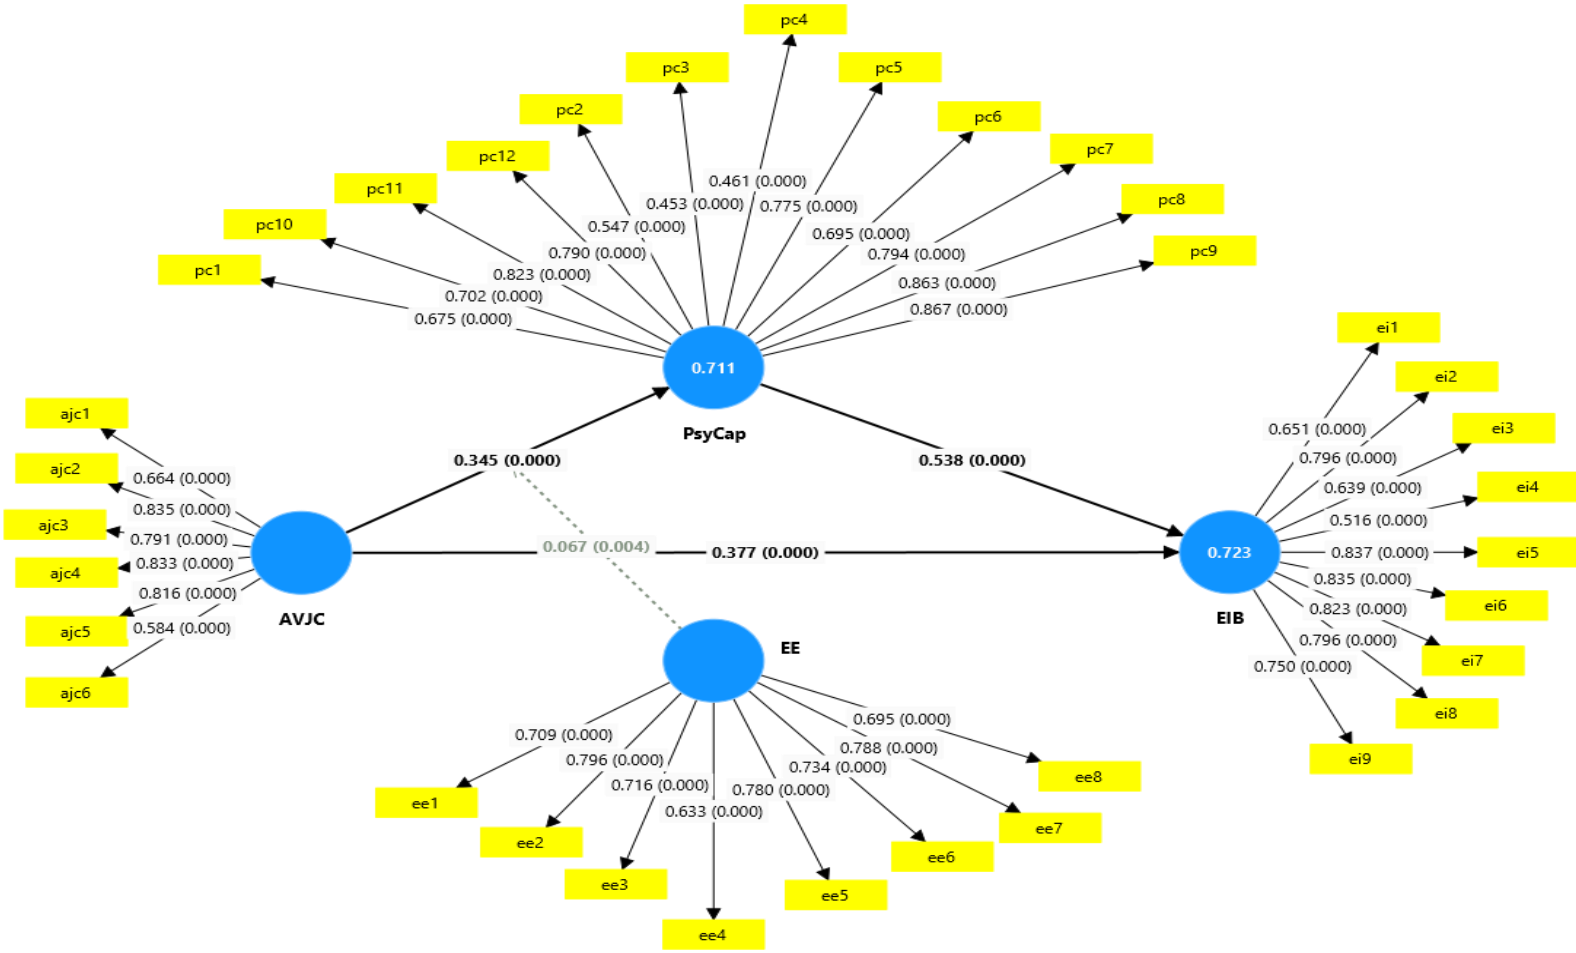 pc4
pc3
pc5
pc2
pc6
pc12
pc7
pc11
pc8
pc10
pc9
pc1
0.461 (0.000)
0.453 (0.000)
0.775 (0.000)
0.547 (0.000)
0.695 (0.000)
0.790 (0.000)
0.794 (0.000)
0.823 (0.000)
0.863 (0.000)
0.702 (0.000)
0.867 (0.000)
0.675 (0.000)
0.711
PsyCap
ajc1
ajc2
ajc3
ajc4
ajc5
ajc6
0.664 (0.000)
0.835 (0.000)
0.791 (0.000)
0.833 (0.000)
0.816 (0.000)
0.584 (0.000)
AVJC
0.345 (0.000)
0.538 (0.000)
0.067 (0.004)
0.377 (0.000)
ei1
ei2
ei3
ei4
ei5
ei6
ei7
ei8
ei9
0.651 (0.000)
0.796 (0.000)
0.639 (0.000)
0.516 (0.000)
0.837 (0.000)
0.835 (0.000)
0.823 (0.000)
0.796 (0.000)
0.750 (0.000)
0.723
EIB
EE
0.709 (0.000)
0.796 (0.000)
0.716 (0.000)
0.633 (0.000)
0.780 (0.000)
0.734 (0.000)
0.788 (0.000)
0.695 (0.000)
ee1
ee2
ee3
ee4
ee5
ee6
ee7
ee8